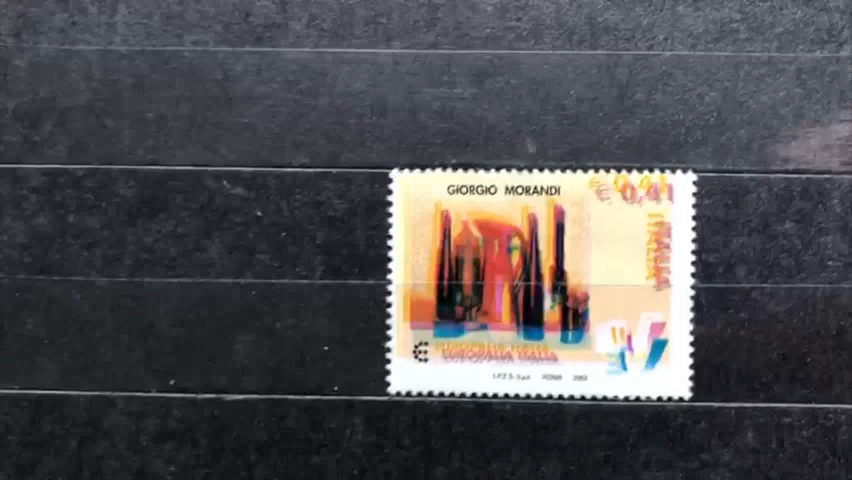 GIORGIO MORANDI
€ 0,41
ITALIA
EUROPALIA ITALIA
€
I.P.Z.S. S.p.A. ROMA 2003